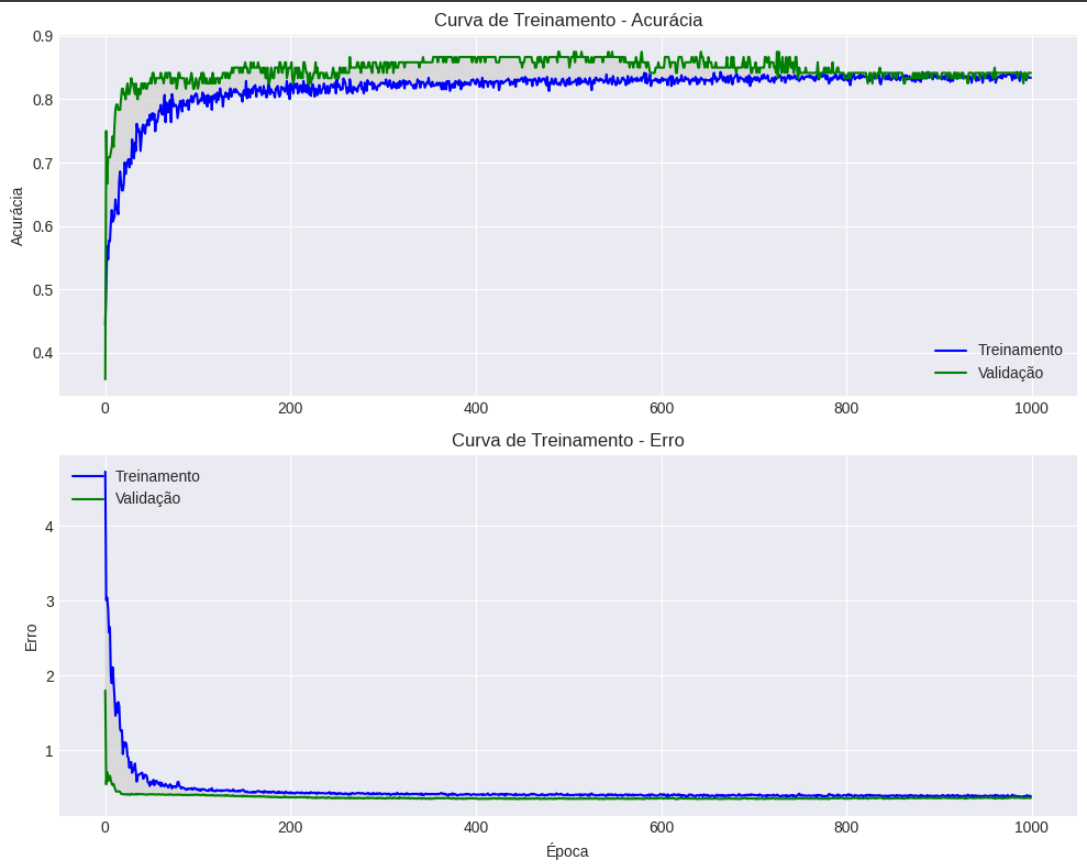 Curva de Treinamento - Acurácia
0.9
0.8
0.7
0.6
0.5
0.4
Acurácia
Treinamento
Validação
0 200 400 600 800 1000
Curva de Treinamento - Erro
Treinamento
Validação
4
3
2
1
Erro
0 200 400 600 800 1000
Época